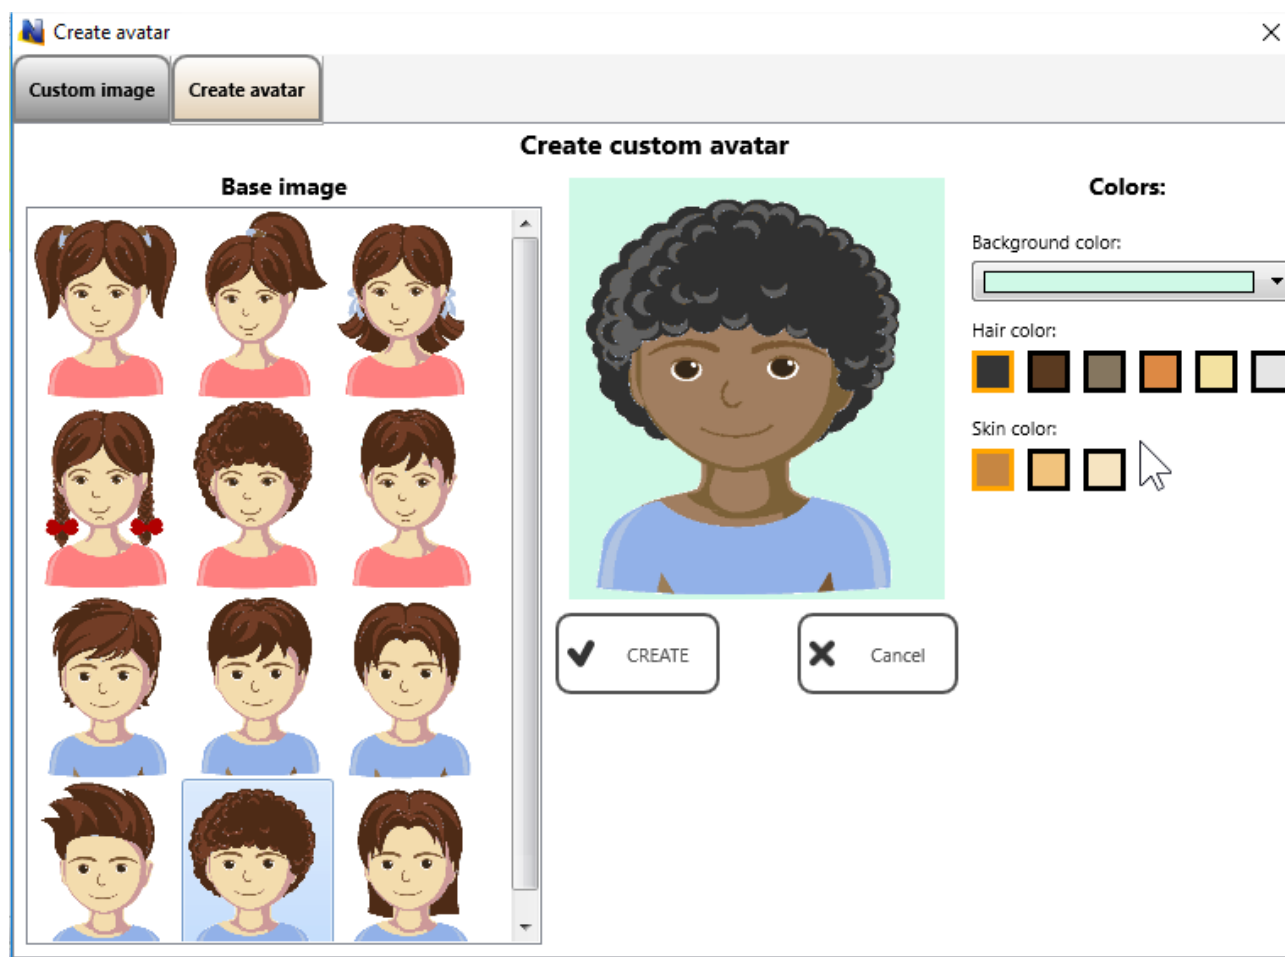 Create avatar
Custom image
Create avatar
Create custom avatar
Base image
Colors:
Background color:
Hair color:
Skin color:
CREATE
Cancel